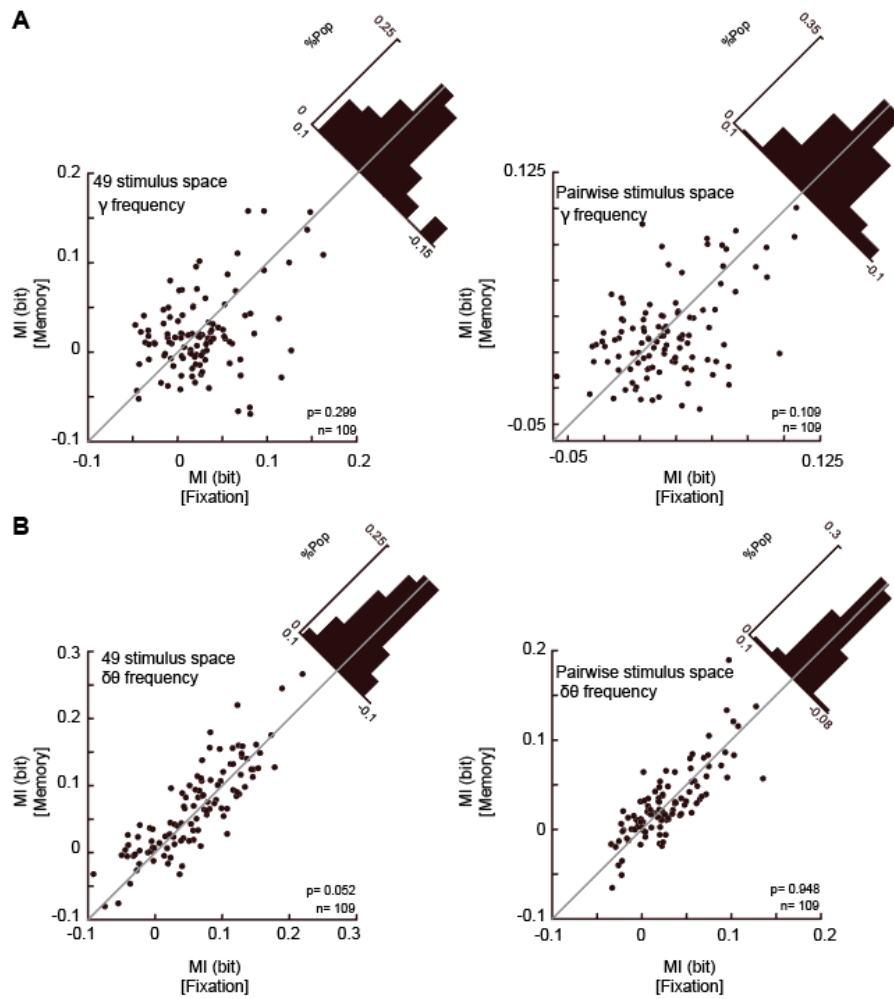 A
%Pop
0.25
0
0.1
-0.15
49 stimulus space
γ frequency
0.2
0.1
0
-0.1
MI (bit)
[Memory]
p= 0.299
n= 109
-0.1
0
0.1
0.2
MI (bit)
[Fixation]
%Pop
0.35
0
0.1
-0.1
0.125
Pairwise stimulus space
γ frequency
MI (bit)
[Memory]
-0.05
p= 0.109
n= 109
-0.05
0.125
MI (bit)
[Fixation]
B
%Pop
0.25
0
0.1
-0.1
49 stimulus space
δθ frequency
0.3
0.2
0.1
0
-0.1
MI (bit)
[Memory]
p= 0.052
n= 109
-0.1
0
0.1
0.2
0.3
MI (bit)
[Fixation]
%Pop
0.3
0
0.1
-0.08
Pairwise stimulus space
δθ frequency
0.2
0.1
0
-0.1
MI (bit)
[Memory]
p= 0.948
n= 109
-0.1
0
0.1
0.2
MI (bit)
[Fixation]